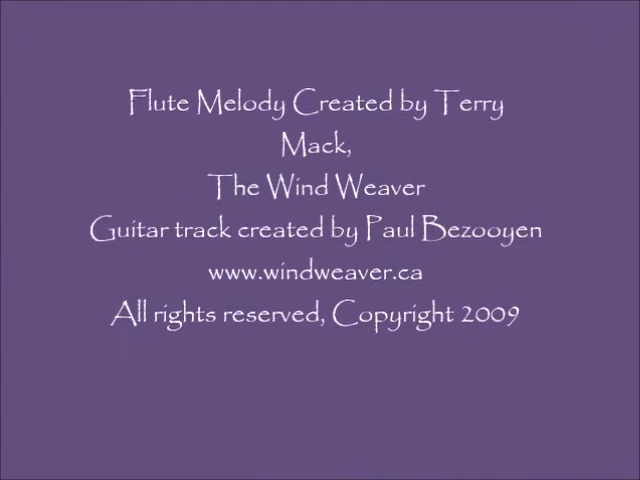 Flute Melody Created by Terry
Mack,
The Wind Weaver
Guitar track created by Paul Bezooyen
www.windweaver.ca
All rights reserved, Copyright 2009